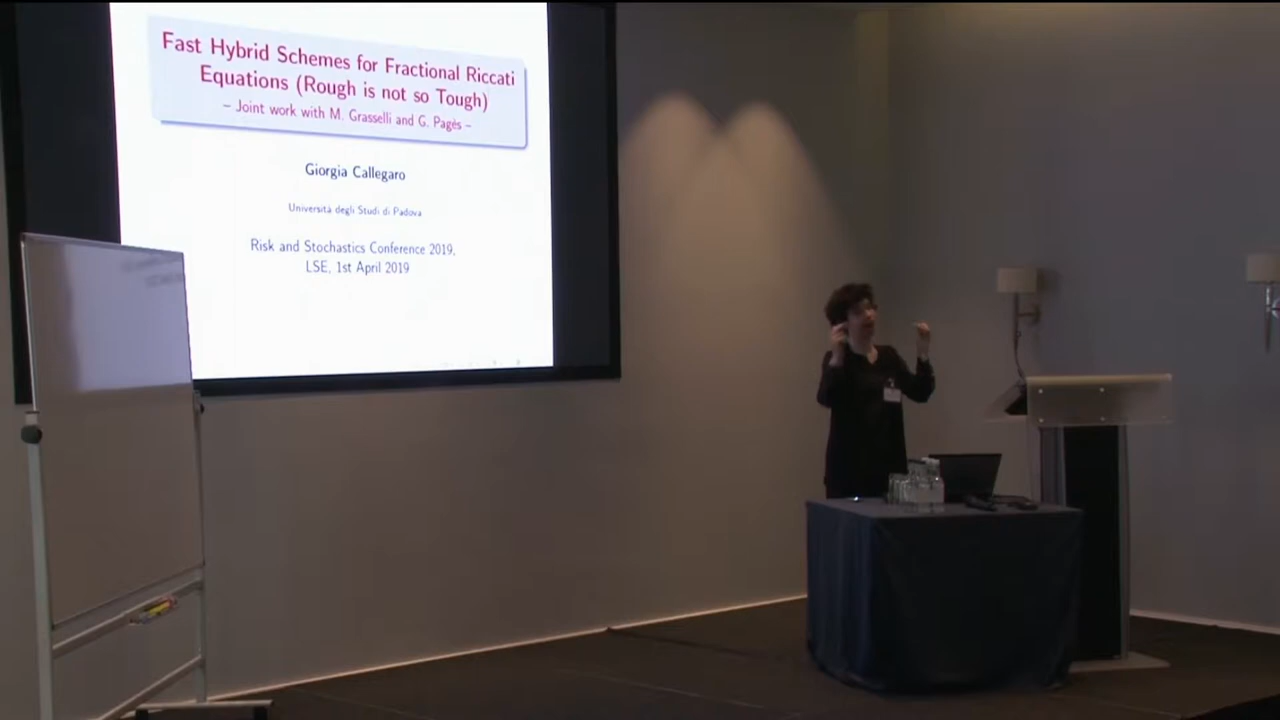 Fast Hybrid Schemes for Fractional Riccati
Equations (Rough is not so Tough)
– Joint work with M. Grasselli and G. Pagès –
Giorgia Callegaro
Università degli Studi di Padova
Risk and Stochastics Conference 2019,
LSE, 1st April 2019